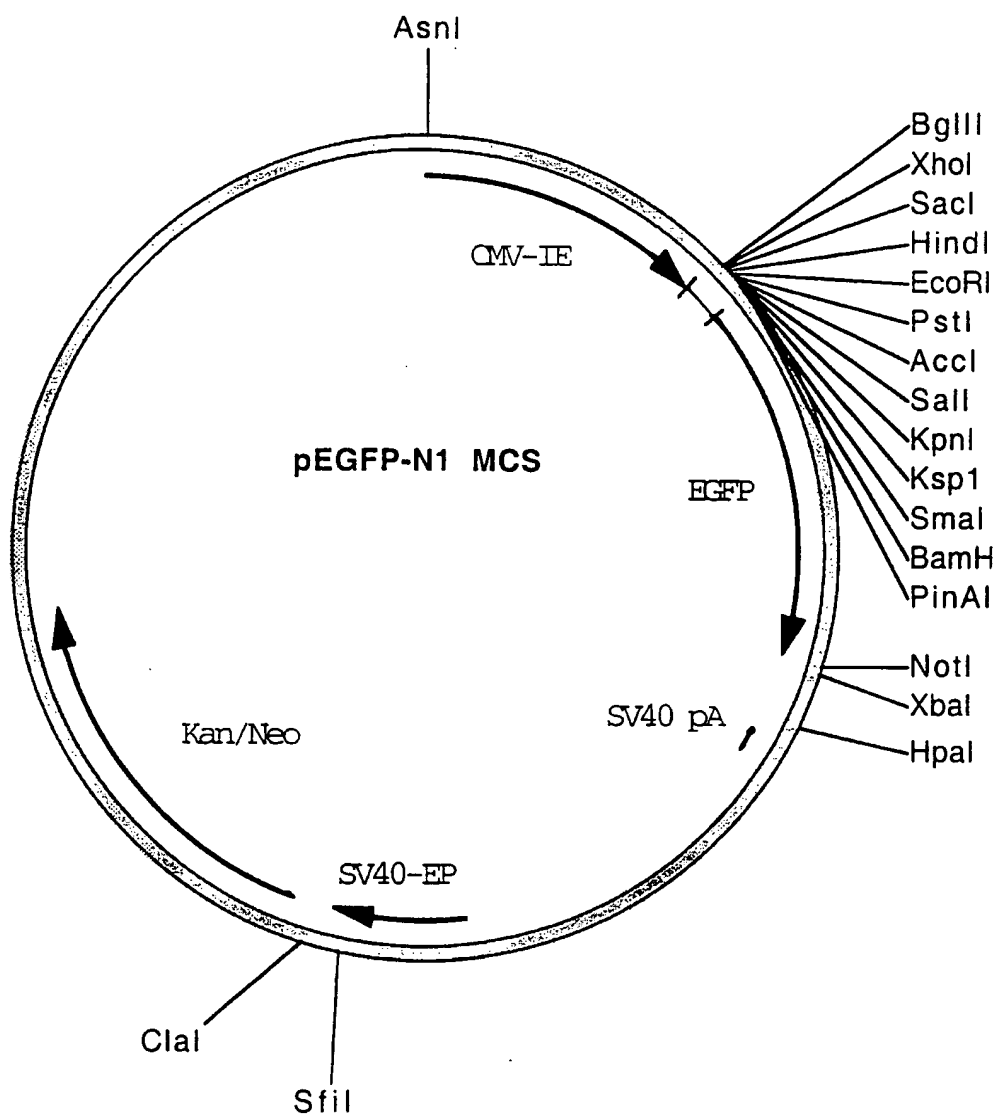 AsnI
BglII
XhoI
SacI
HindI
EcoRI
PstI
AccI
SalI
KpnI
Ksp1
SmaI
BamH
PinAI
CMV-IE
pEGFP-N1 MCS
EGFP
NotI
XbaI
HpaI
SV40 pA
Kan/Neo
SV40-EP
ClaI
SfiI